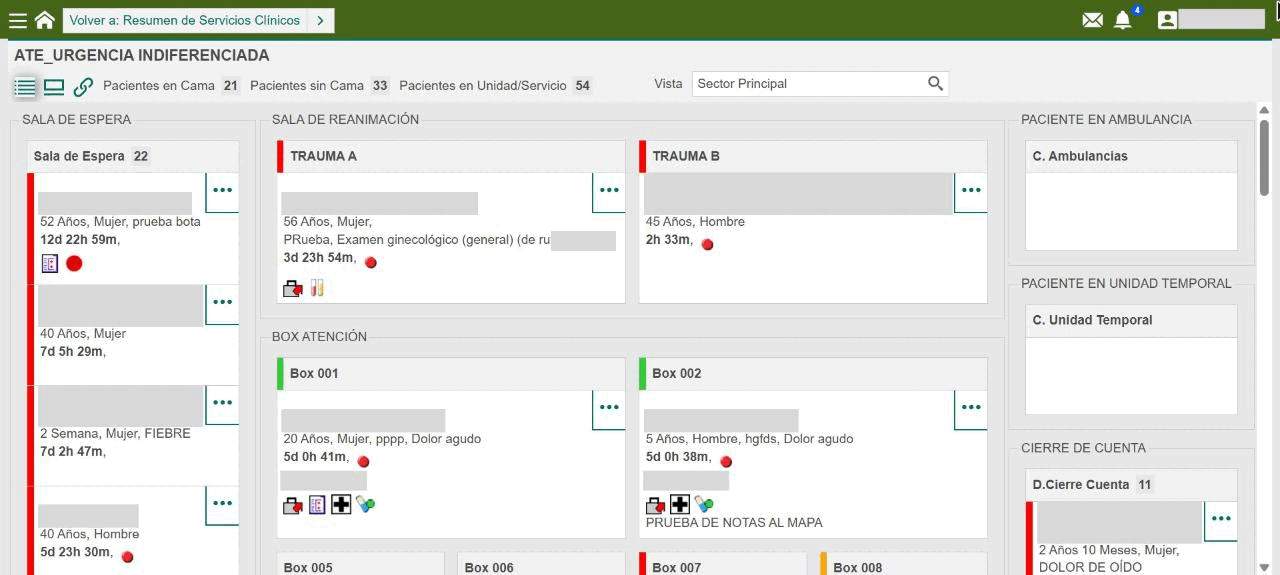 Volver a: Resumen de Servicios Clínicos
4
ATE_URGENCIA INDIFERENCIADA
Pacientes en Cama 21 Pacientes sin Cama 33 Pacientes en Unidad/Servicio 54
Vista Sector Principal
SALA DE ESPERA
Sala de Espera 22
52 Años, Mujer, prueba bota
12d 22h 59m,
40 Años, Mujer
7d 5h 29m,
2 Semana, Mujer, FIEBRE
7d 2h 47m,
40 Años, Hombre
5d 23h 30m,
SALA DE REANIMACIÓN
TRAUMA A
56 Años, Mujer,
PRueba, Examen ginecológico (general) (de ru
3d 23h 54m,
TRAUMA B
45 Años, Hombre
2h 33m,
BOX ATENCIÓN
Box 001
20 Años, Mujer, pppp, Dolor agudo
5d 0h 41m,
Box 002
5 Años, Hombre, hgfds, Dolor agudo
5d 0h 38m,
PRUEBA DE NOTAS AL MAPA
Box 005
Box 006
Box 007
Box 008
PACIENTE EN AMBULANCIA
C. Ambulancias
PACIENTE EN UNIDAD TEMPORAL
C. Unidad Temporal
CIERRE DE CUENTA
D.Cierre Cuenta 11
2 Años 10 Meses, Mujer,
DOLOR DE OÍDO